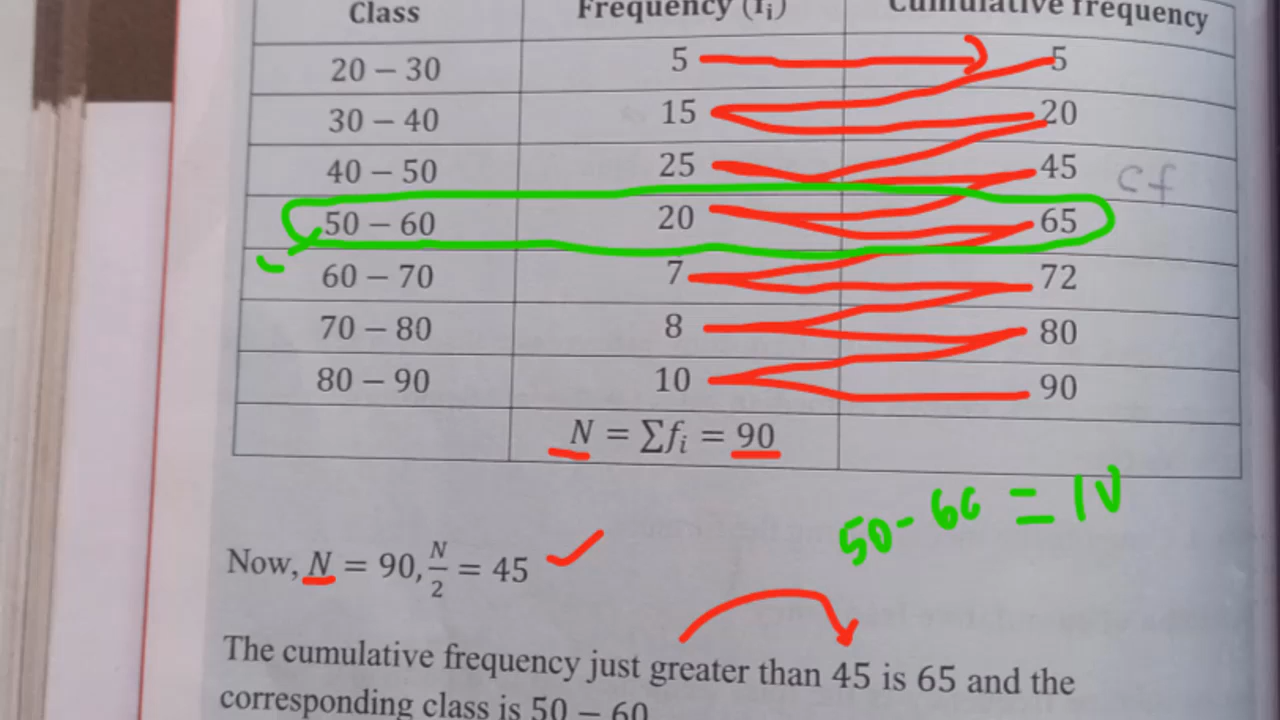 Class Frequency (fᵢ) Cumulative frequency
20 – 30 5 5
30 – 40 15 20
40 – 50 25 45 cf
50 – 60 20 65
60 – 70 7 72
70 – 80 8 80
80 – 90 10 90
N = Σfᵢ = 90
50 - 60 = 10
Now, N = 90, N/2 = 45
The cumulative frequency just greater than 45 is 65 and the
corresponding class is 50 – 60